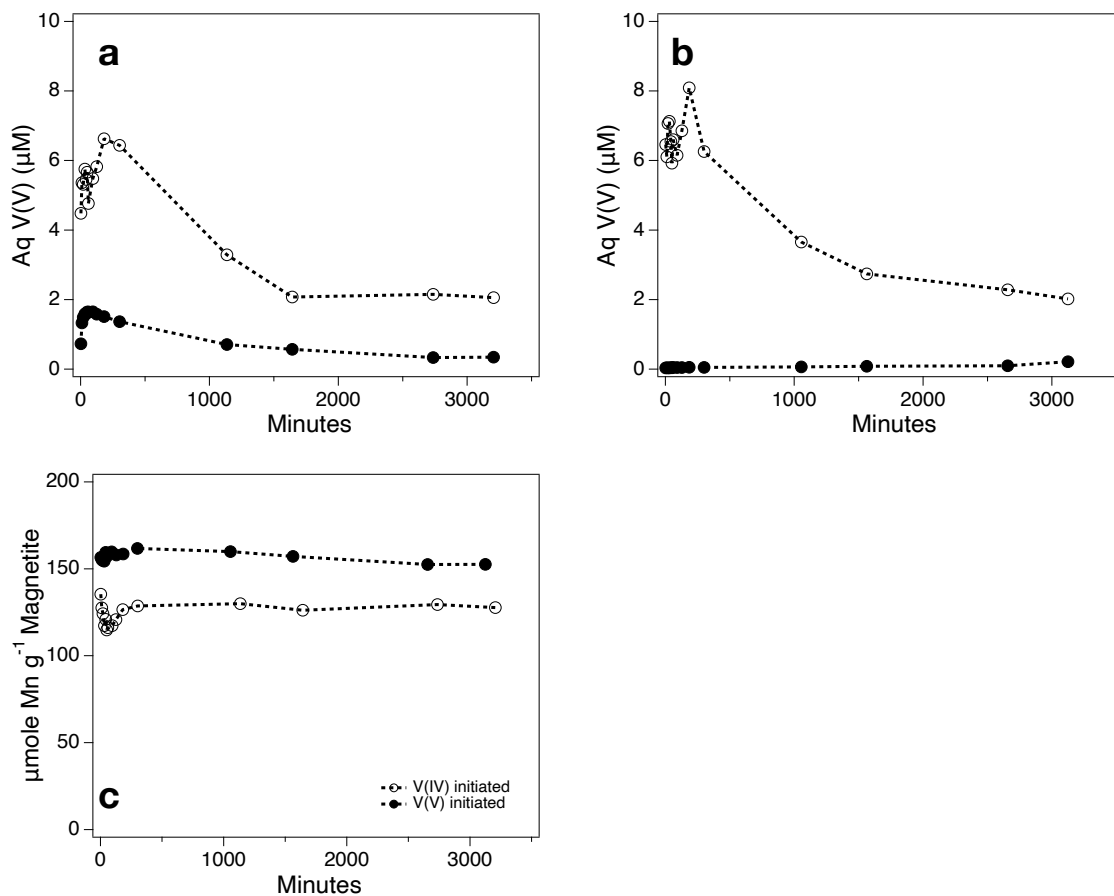 a
10
8
6
4
2
0
Aq V(V) (µM)
0 1000 2000 3000
Minutes
b
10
8
6
4
2
0
Aq V(V) (µM)
0 1000 2000 3000
Minutes
200
150
100
50
0
µmole Mn g⁻¹ Magnetite
V(IV) initiated
V(V) initiated
c
0 1000 2000 3000
Minutes